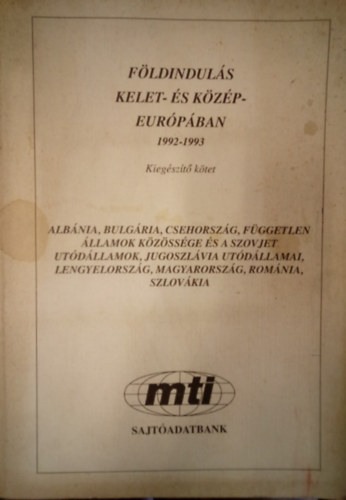 FÖLDINDULÁS
KELET- ÉS KÖZÉP-
EURÓPÁBAN
1992-1993
Kiegészítő kötet
ALBÁNIA, BULGÁRIA, CSEHORSZÁG, FÜGGETLEN
ÁLLAMOK KÖZÖSSÉGE ÉS A SZOVJET
UTÓDÁLLAMOK, JUGOSZLÁVIA UTÓDÁLLAMAI,
LENGYELORSZÁG, MAGYARORSZÁG, ROMÁNIA,
SZLOVÁKIA
mti
SAJTÓADATBANK